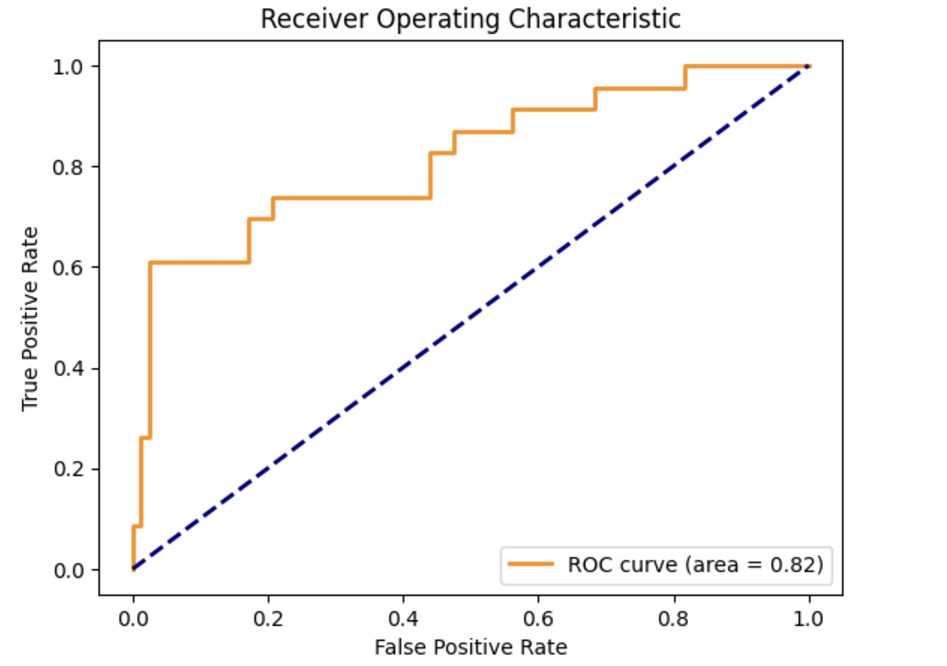 Receiver Operating Characteristic
True Positive Rate
1.0
0.8
0.6
0.4
0.2
0.0
ROC curve (area = 0.82)
0.0 0.2 0.4 0.6 0.8 1.0
False Positive Rate